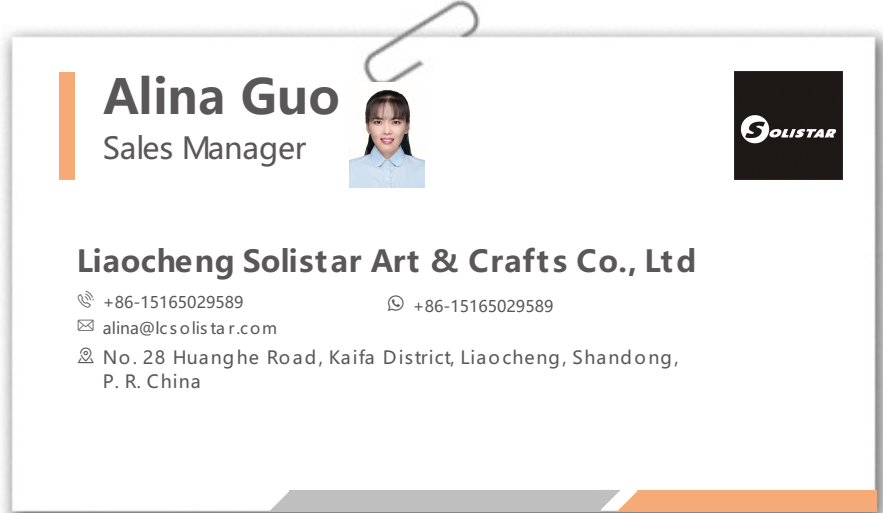 Alina Guo
Sales Manager
SOLISTAR
Liaocheng Solistar Art & Crafts Co., Ltd
+86-15165029589
+86-15165029589
alina@lcsolistar.com
No. 28 Huanghe Road, Kaifa District, Liaocheng, Shandong,
P. R. China